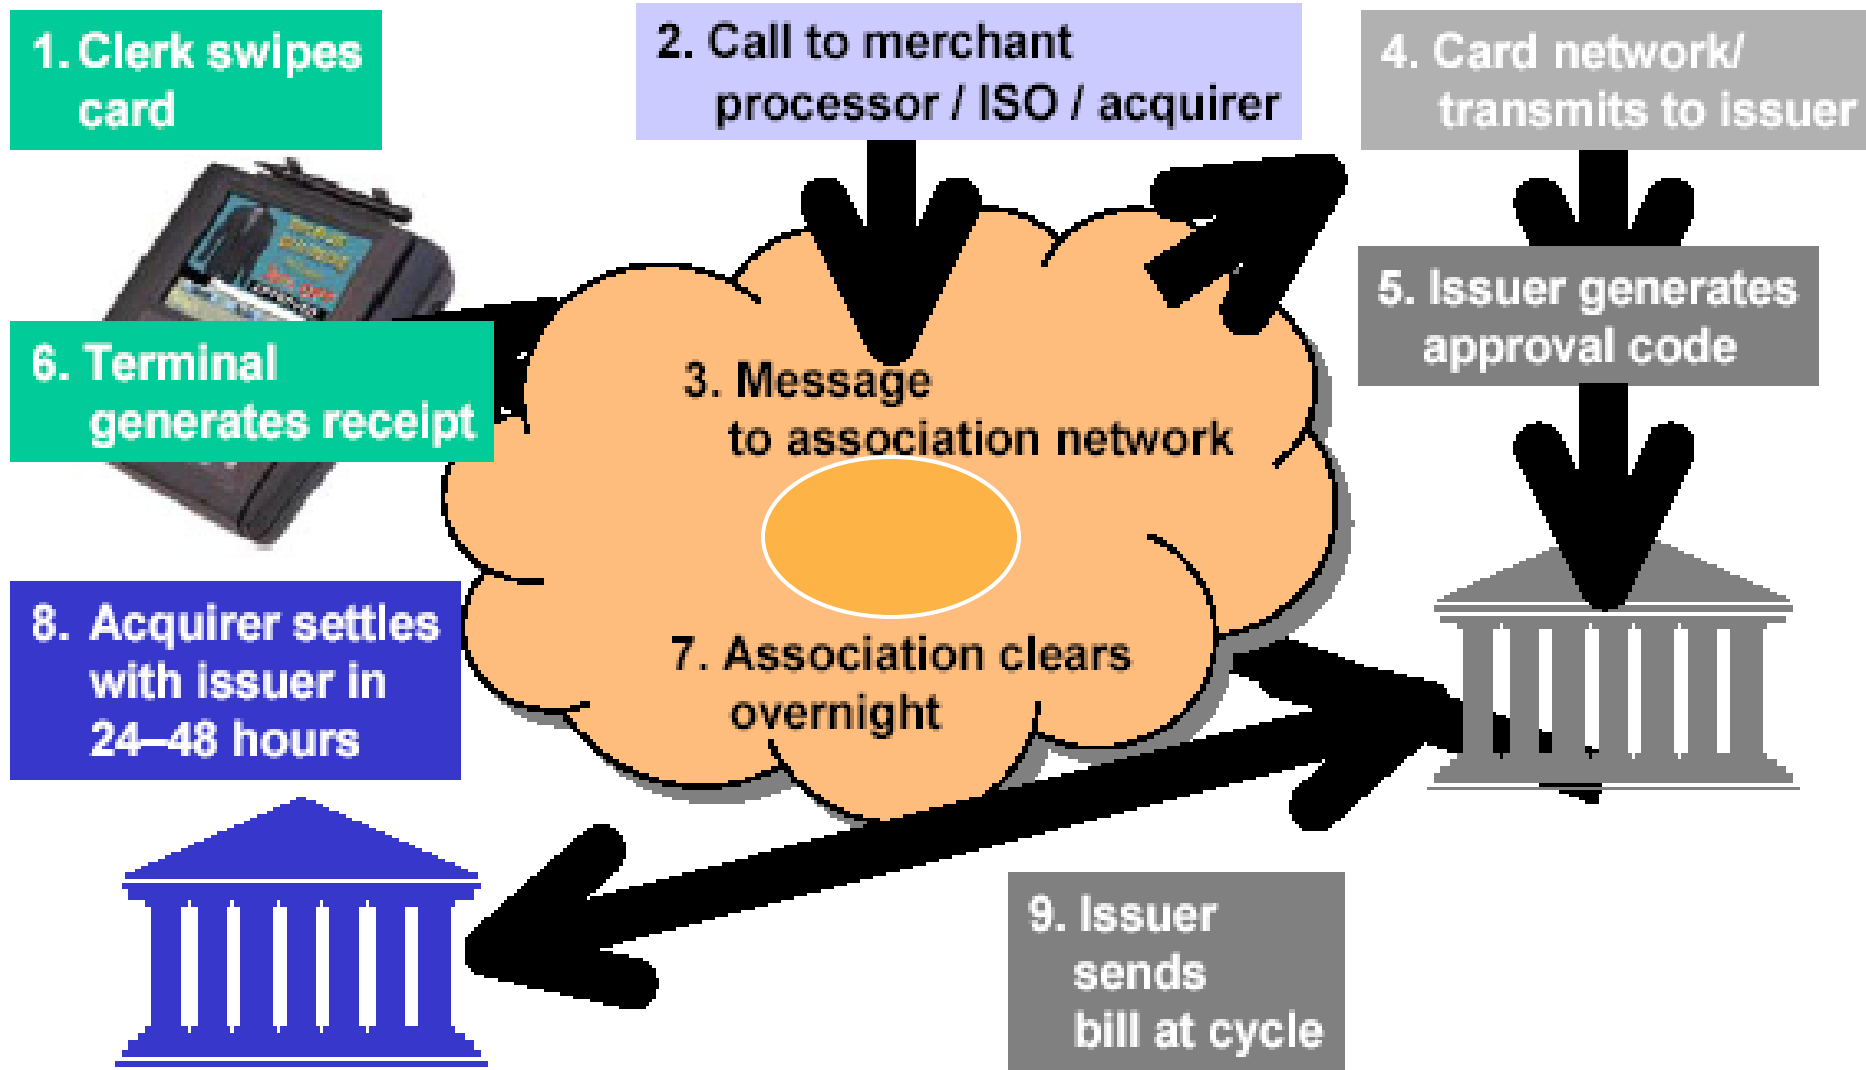 1. Clerk swipes
card
2. Call to merchant
processor / ISO / acquirer
3. Message
to association network
4. Card network/
transmits to issuer
5. Issuer generates
approval code
6. Terminal
generates receipt
7. Association clears
overnight
8. Acquirer settles
with issuer in
24–48 hours
9. Issuer
sends
bill at cycle